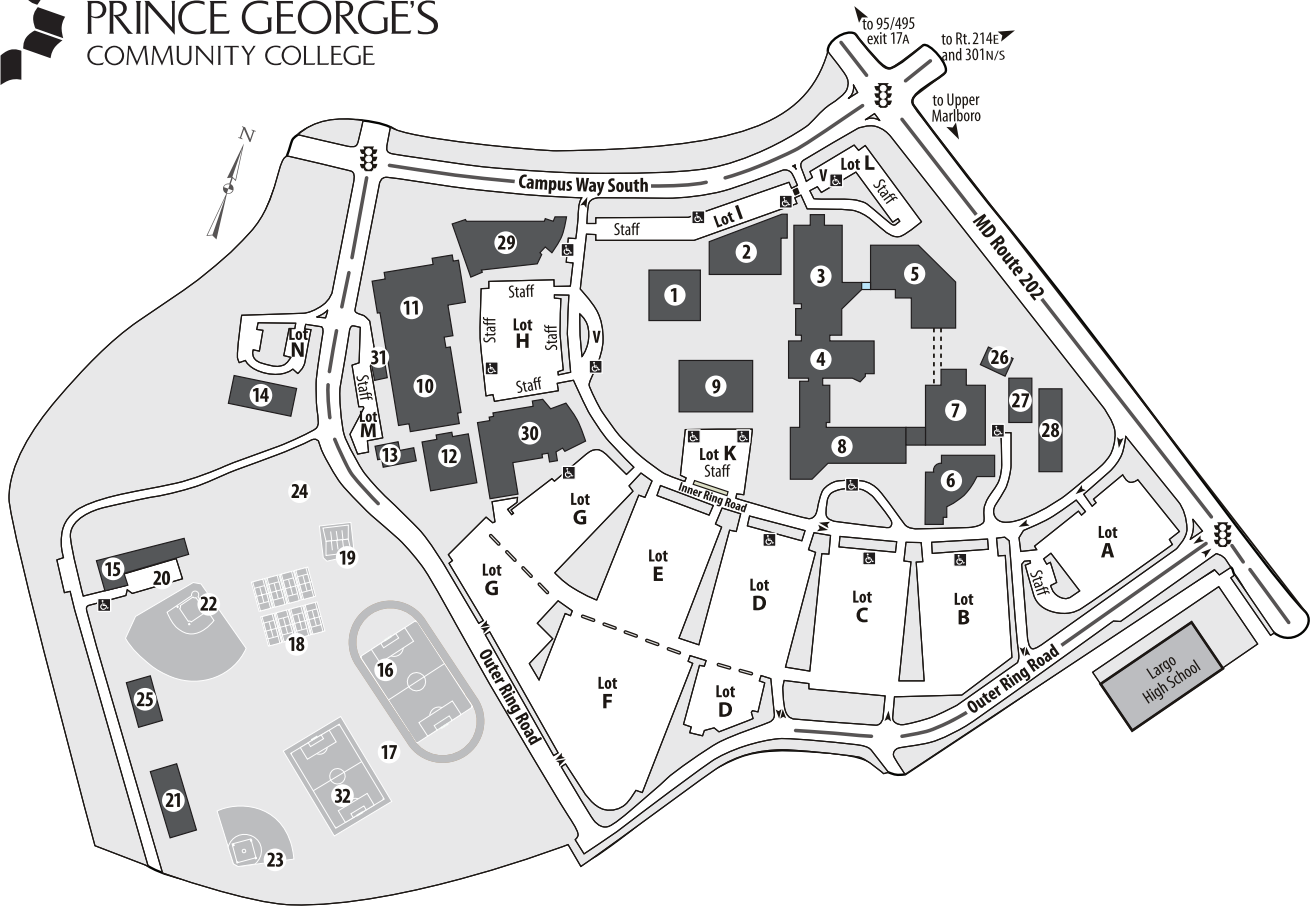 PRINCE GEORGE'S
COMMUNITY COLLEGE
to 95/495
exit 17A
to Rt. 214E
and 301N/S
to Upper
Marlboro
N
Campus Way South
MD Route 202
Lot L
V
Staff
Lot I
Staff
29
2
3
5
1
11
Staff
Staff
Lot
H
Staff
Staff
V
Lot
N
31
Staff
Lot
M
14
10
4
9
26
27
28
7
30
13
12
8
6
Lot K
Staff
Inner Ring Road
24
Lot
G
Lot
G
Lot
E
Lot
D
Lot
C
Lot
B
Lot
A
Staff
15
20
19
22
18
16
25
17
21
32
23
Lot
F
Lot
D
Outer Ring Road
Outer Ring Road
Largo
High School